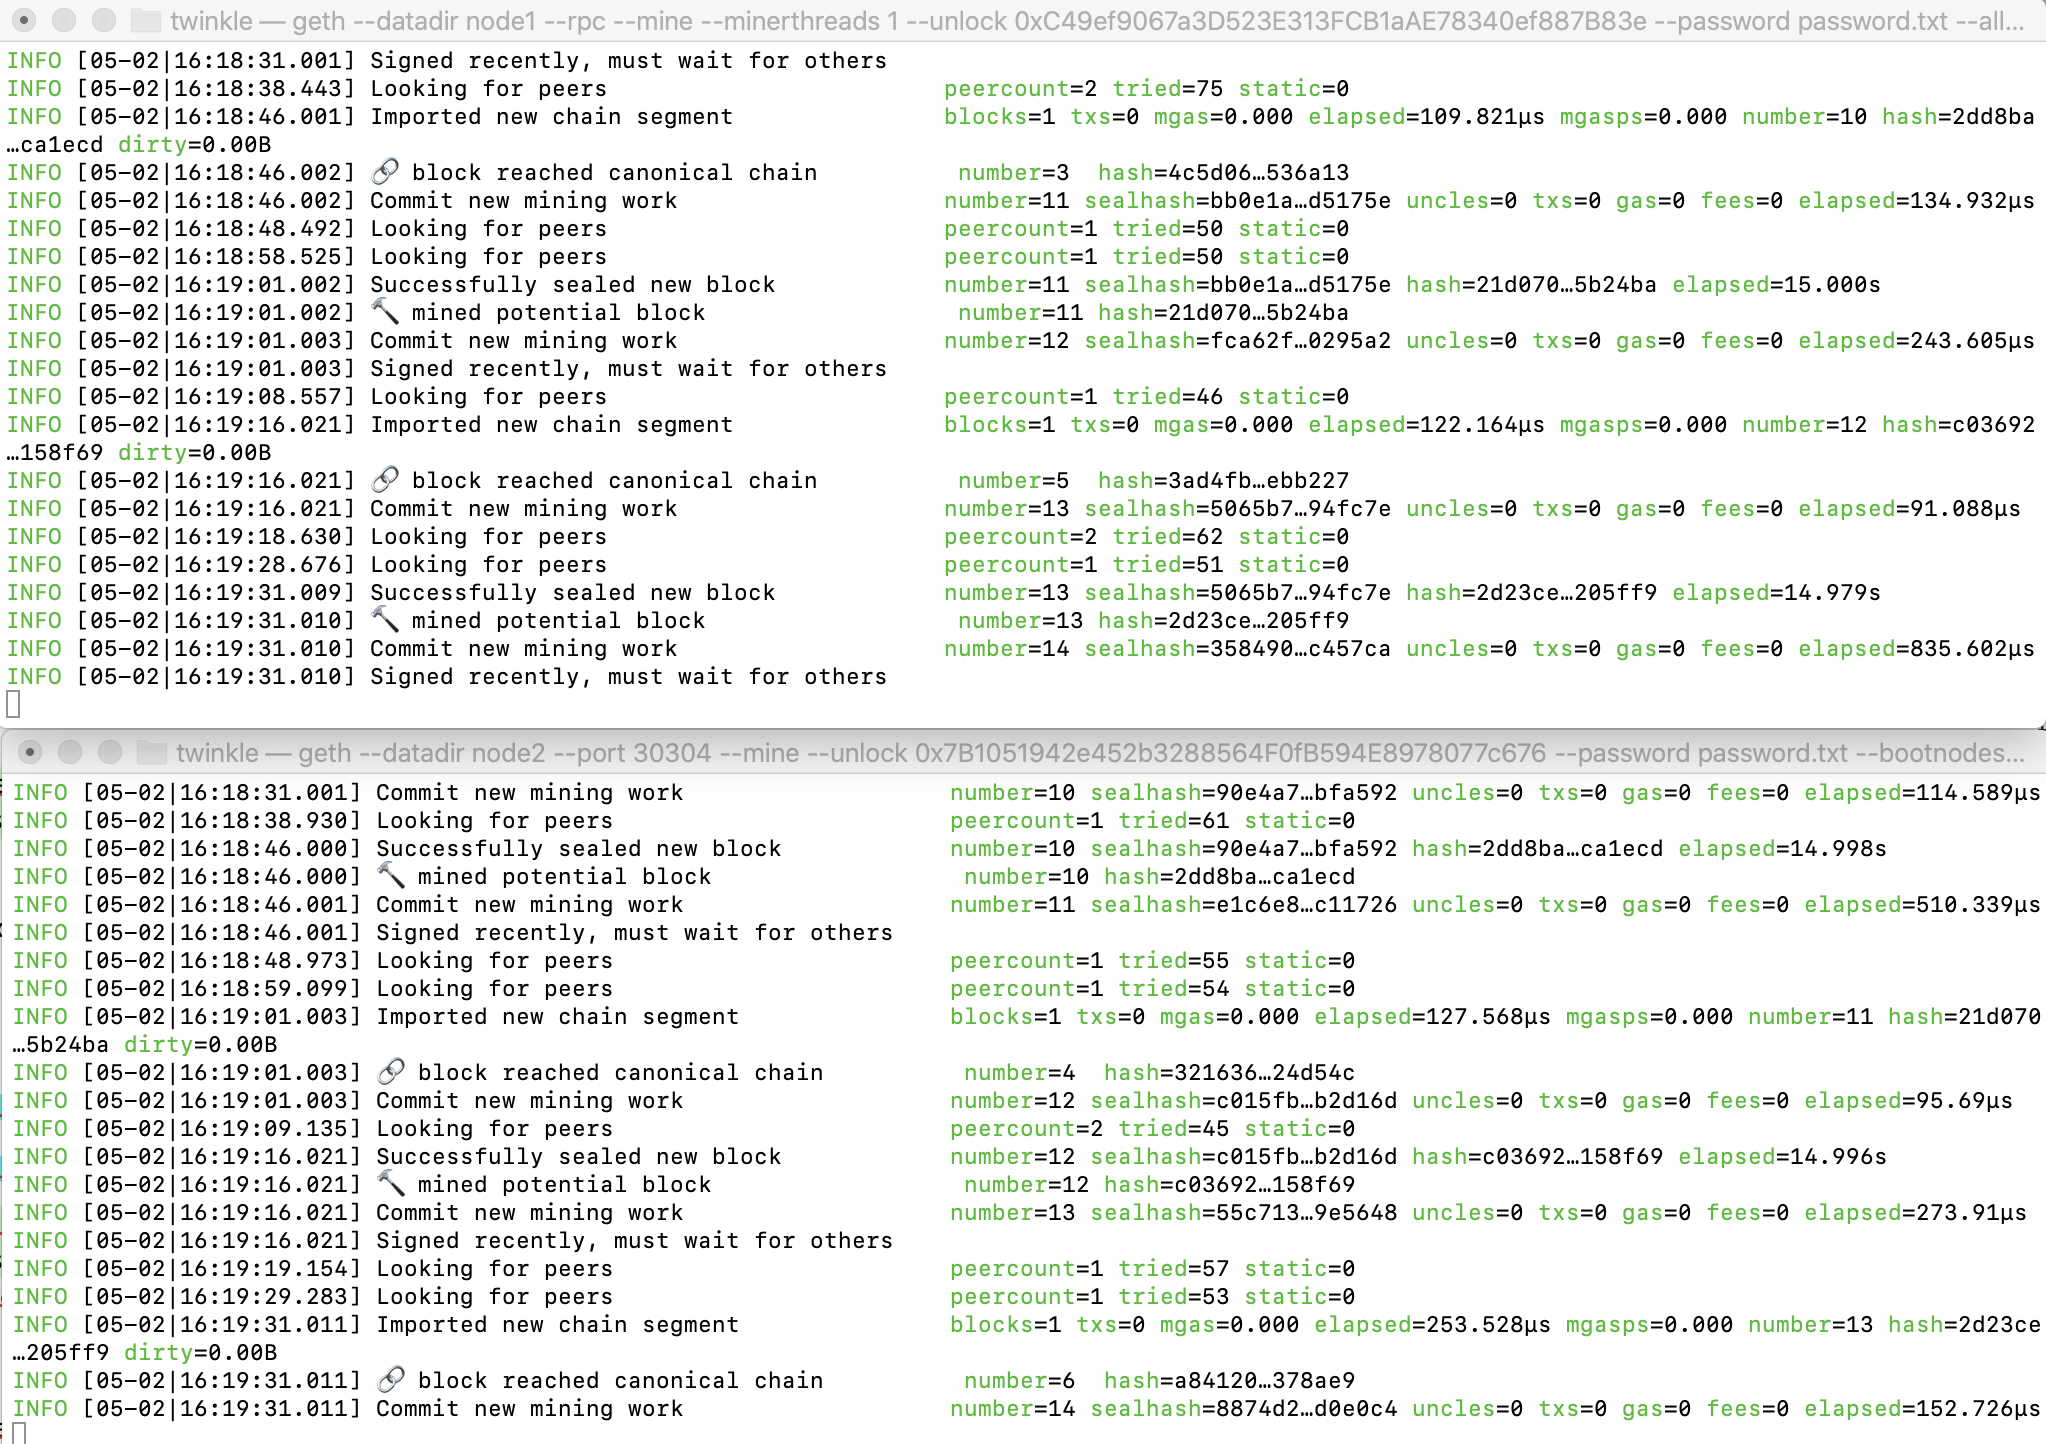 twinkle — geth --datadir node1 --rpc --mine --minerthreads 1 --unlock 0xC49ef9067a3D523E313FCB1aAE78340ef887B83e --password password.txt --all...
INFO [05-02|16:18:31.001] Signed recently, must wait for others
INFO [05-02|16:18:38.443] Looking for peers peercount=2 tried=75 static=0
INFO [05-02|16:18:46.001] Imported new chain segment blocks=1 txs=0 mgas=0.000 elapsed=109.821µs mgasps=0.000 number=10 hash=2dd8ba
…ca1ecd dirty=0.00B
INFO [05-02|16:18:46.002] 🔗 block reached canonical chain number=3 hash=4c5d06…536a13
INFO [05-02|16:18:46.002] Commit new mining work number=11 sealhash=bb0e1a…d5175e uncles=0 txs=0 gas=0 fees=0 elapsed=134.932µs
INFO [05-02|16:18:48.492] Looking for peers peercount=1 tried=50 static=0
INFO [05-02|16:18:58.525] Looking for peers peercount=1 tried=50 static=0
INFO [05-02|16:19:01.002] Successfully sealed new block number=11 sealhash=bb0e1a…d5175e hash=21d070…5b24ba elapsed=15.000s
INFO [05-02|16:19:01.002] 🔨 mined potential block number=11 hash=21d070…5b24ba
INFO [05-02|16:19:01.003] Commit new mining work number=12 sealhash=fca62f…0295a2 uncles=0 txs=0 gas=0 fees=0 elapsed=243.605µs
INFO [05-02|16:19:01.003] Signed recently, must wait for others
INFO [05-02|16:19:08.557] Looking for peers peercount=1 tried=46 static=0
INFO [05-02|16:19:16.021] Imported new chain segment blocks=1 txs=0 mgas=0.000 elapsed=122.164µs mgasps=0.000 number=12 hash=c03692
…158f69 dirty=0.00B
INFO [05-02|16:19:16.021] 🔗 block reached canonical chain number=5 hash=3ad4fb…ebb227
INFO [05-02|16:19:16.021] Commit new mining work number=13 sealhash=5065b7…94fc7e uncles=0 txs=0 gas=0 fees=0 elapsed=91.088µs
INFO [05-02|16:19:18.630] Looking for peers peercount=2 tried=62 static=0
INFO [05-02|16:19:28.676] Looking for peers peercount=1 tried=51 static=0
INFO [05-02|16:19:31.009] Successfully sealed new block number=13 sealhash=5065b7…94fc7e hash=2d23ce…205ff9 elapsed=14.979s
INFO [05-02|16:19:31.010] 🔨 mined potential block number=13 hash=2d23ce…205ff9
INFO [05-02|16:19:31.010] Commit new mining work number=14 sealhash=358490…c457ca uncles=0 txs=0 gas=0 fees=0 elapsed=835.602µs
INFO [05-02|16:19:31.010] Signed recently, must wait for others
twinkle — geth --datadir node2 --port 30304 --mine --unlock 0x7B1051942e452b3288564F0fB594E8978077c676 --password password.txt --bootnodes...
INFO [05-02|16:18:31.001] Commit new mining work number=10 sealhash=90e4a7…bfa592 uncles=0 txs=0 gas=0 fees=0 elapsed=114.589µs
INFO [05-02|16:18:38.930] Looking for peers peercount=1 tried=61 static=0
INFO [05-02|16:18:46.000] Successfully sealed new block number=10 sealhash=90e4a7…bfa592 hash=2dd8ba…ca1ecd elapsed=14.998s
INFO [05-02|16:18:46.000] 🔨 mined potential block number=10 hash=2dd8ba…ca1ecd
INFO [05-02|16:18:46.001] Commit new mining work number=11 sealhash=e1c6e8…c11726 uncles=0 txs=0 gas=0 fees=0 elapsed=510.339µs
INFO [05-02|16:18:46.001] Signed recently, must wait for others
INFO [05-02|16:18:48.973] Looking for peers peercount=1 tried=55 static=0
INFO [05-02|16:18:59.099] Looking for peers peercount=1 tried=54 static=0
INFO [05-02|16:19:01.003] Imported new chain segment blocks=1 txs=0 mgas=0.000 elapsed=127.568µs mgasps=0.000 number=11 hash=21d070
…5b24ba dirty=0.00B
INFO [05-02|16:19:01.003] 🔗 block reached canonical chain number=4 hash=321636…24d54c
INFO [05-02|16:19:01.003] Commit new mining work number=12 sealhash=c015fb…b2d16d uncles=0 txs=0 gas=0 fees=0 elapsed=95.69µs
INFO [05-02|16:19:09.135] Looking for peers peercount=2 tried=45 static=0
INFO [05-02|16:19:16.021] Successfully sealed new block number=12 sealhash=c015fb…b2d16d hash=c03692…158f69 elapsed=14.996s
INFO [05-02|16:19:16.021] 🔨 mined potential block number=12 hash=c03692…158f69
INFO [05-02|16:19:16.021] Commit new mining work number=13 sealhash=55c713…9e5648 uncles=0 txs=0 gas=0 fees=0 elapsed=273.91µs
INFO [05-02|16:19:16.021] Signed recently, must wait for others
INFO [05-02|16:19:19.154] Looking for peers peercount=1 tried=57 static=0
INFO [05-02|16:19:29.283] Looking for peers peercount=1 tried=53 static=0
INFO [05-02|16:19:31.011] Imported new chain segment blocks=1 txs=0 mgas=0.000 elapsed=253.528µs mgasps=0.000 number=13 hash=2d23ce
…205ff9 dirty=0.00B
INFO [05-02|16:19:31.011] 🔗 block reached canonical chain number=6 hash=a84120…378ae9
INFO [05-02|16:19:31.011] Commit new mining work number=14 sealhash=8874d2…d0e0c4 uncles=0 txs=0 gas=0 fees=0 elapsed=152.726µs